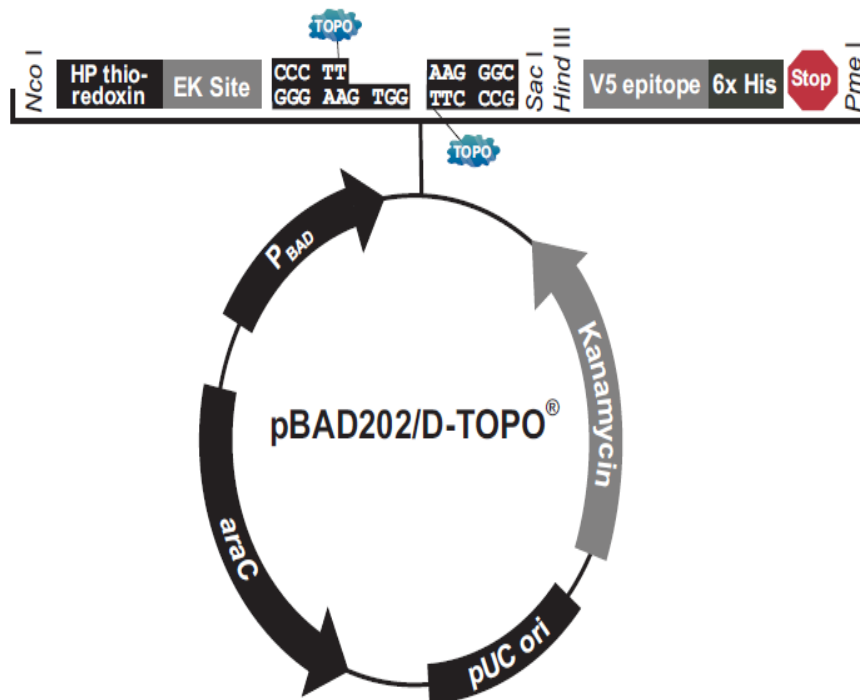 TOPO
Nco I
HP thio-
redoxin
EK Site
CCC TT
GGG AAG TGG
AAG GGC
TTC CCG
Sac I
Hind III
V5 epitope
6x His
Stop
Pme I
TOPO
PBAD
Kanamycin
pBAD202/D-TOPO®
araC
pUC ori